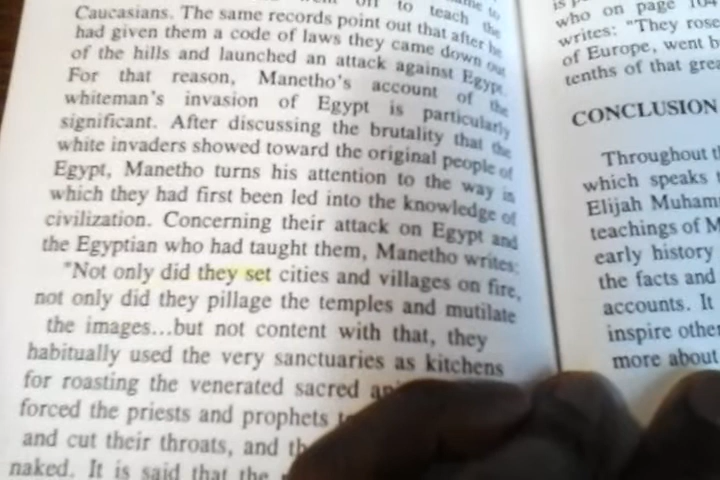 to teach the
Caucasians. The same records point out that after he
had given them a code of laws they came down out
of the hills and launched an attack against Egypt.
For that reason, Manetho's account of the
whiteman's invasion of Egypt is particularly
significant. After discussing the brutality that the
white invaders showed toward the original people of
Egypt, Manetho turns his attention to the way in
which they had first been led into the knowledge of
civilization. Concerning their attack on Egypt and
the Egyptian who had taught them, Manetho writes:
"Not only did they set cities and villages on fire,
not only did they pillage the temples and mutilate
the images...but not content with that, they
habitually used the very sanctuaries as kitchens
for roasting the venerated sacred
forced the priests and prophets
and cut their throats, and
naked. It is said that the
who on page 104
writes: "They rose
of Europe, went
tenths of that
CONCLUSION
Throughout
which speaks
Elijah
teachings of
early history
the facts and
accounts. It
inspire
more about